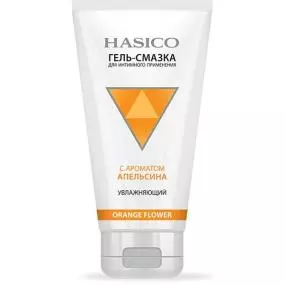 HASICO
ГЕЛЬ-СМАЗКА
ДЛЯ ИНТИМНОГО ПРИМЕНЕНИЯ
С АРОМАТОМ
АПЕЛЬСИНА
УВЛАЖНЯЮЩИЙ
ORANGE FLOWER